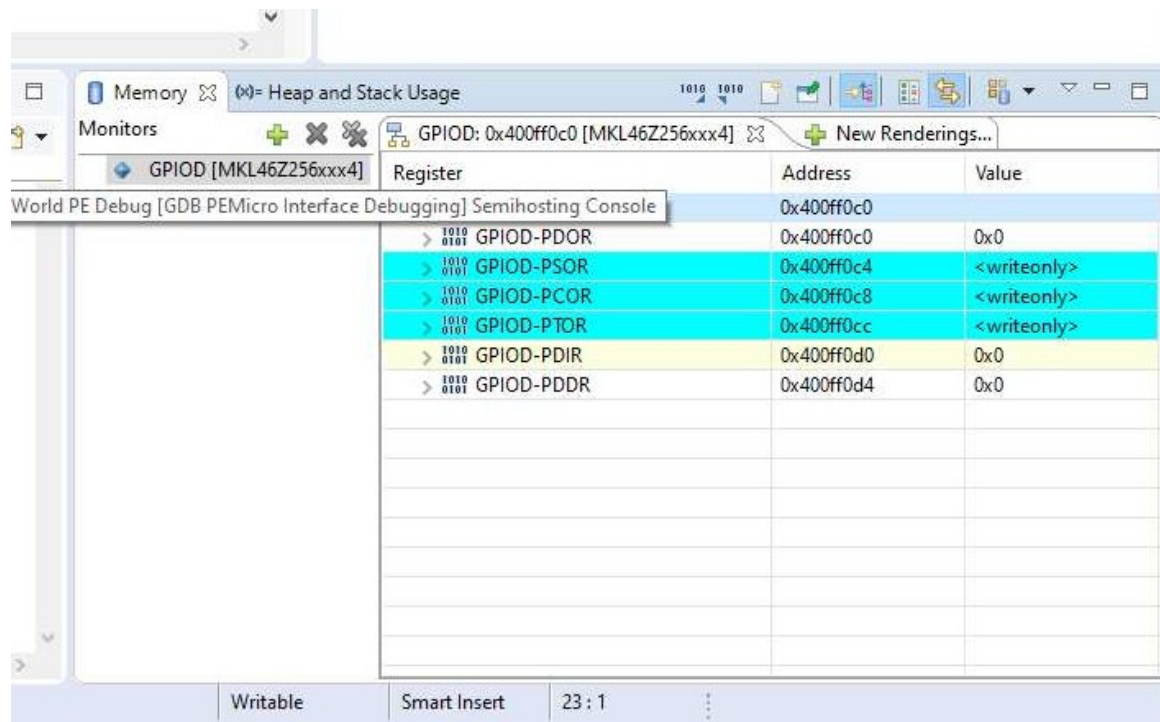 Memory (x)= Heap and Stack Usage
Monitors
GPIOD: 0x400ff0c0 [MKL46Z256xxx4] New Renderings...
GPIOD [MKL46Z256xxx4]
Register Address Value
World PE Debug [GDB PEMicro Interface Debugging] Semihosting Console
0x400ff0c0
GPIOD-PDOR 0x400ff0c0 0x0
GPIOD-PSOR 0x400ff0c4 <writeonly>
GPIOD-PCOR 0x400ff0c8 <writeonly>
GPIOD-PTOR 0x400ff0cc <writeonly>
GPIOD-PDIR 0x400ff0d0 0x0
GPIOD-PDDR 0x400ff0d4 0x0
Writable Smart Insert 23 : 1